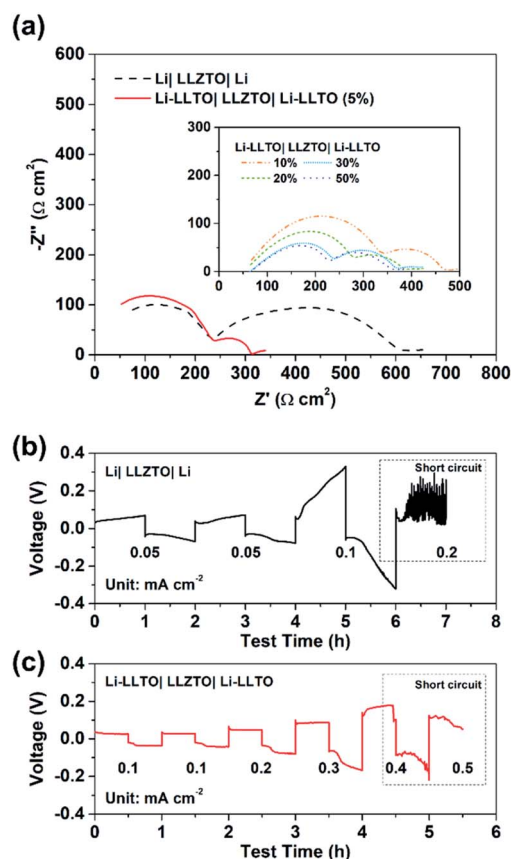 (a)
600
500
400
300
200
100
0
-Z'' (Ω cm²)
Li| LLZTO| Li
Li-LLTO| LLZTO| Li-LLTO (5%)
300
200
100
0
Li-LLTO| LLZTO| Li-LLTO
10% 30%
20% 50%
0 100 200 300 400 500
0 100 200 300 400 500 600 700 800
Z' (Ω cm²)
(b)
0.4
0.2
0.0
-0.2
-0.4
Voltage (V)
Li| LLZTO| Li
Short circuit
0.05 0.05 0.1 0.2
Unit: mA cm⁻²
0 1 2 3 4 5 6 7 8
Test Time (h)
(c)
0.4
0.2
0.0
-0.2
-0.4
Voltage (V)
Li-LLTO| LLZTO| Li-LLTO
Short circuit
0.1 0.1 0.2 0.3 0.4 0.5
Unit: mA cm⁻²
0 1 2 3 4 5 6
Test Time (h)